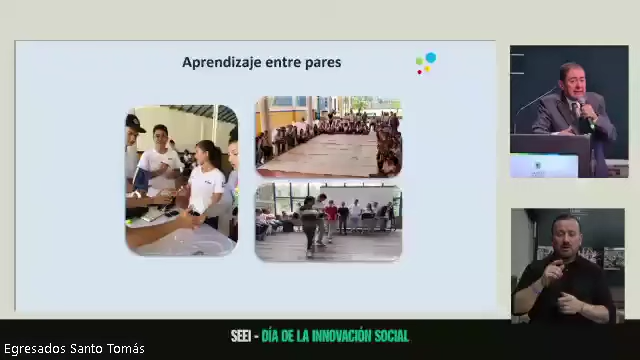 Aprendizaje entre pares
SEEI - DÍA DE LA INNOVACIÓN SOCIAL
Egresados Santo Tomás